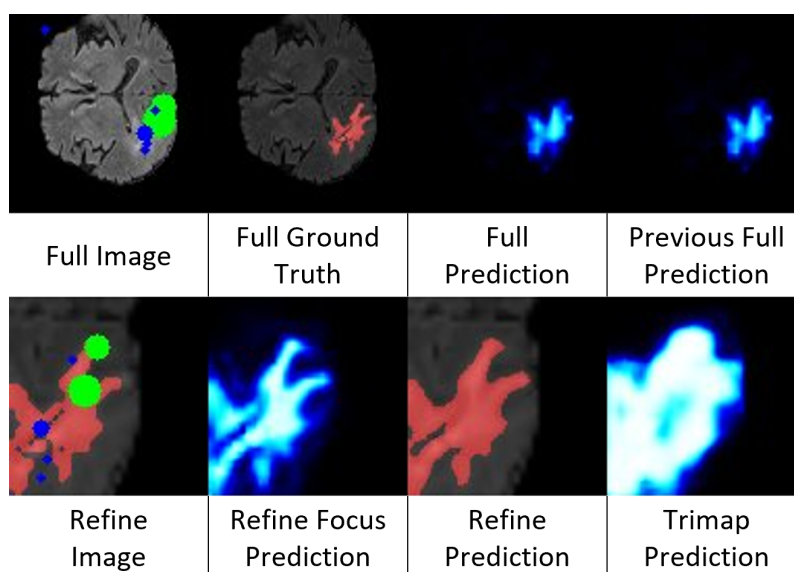 Full Image
Full Ground
Truth
Full
Prediction
Previous Full
Prediction
Refine
Image
Refine Focus
Prediction
Refine
Prediction
Trimap
Prediction